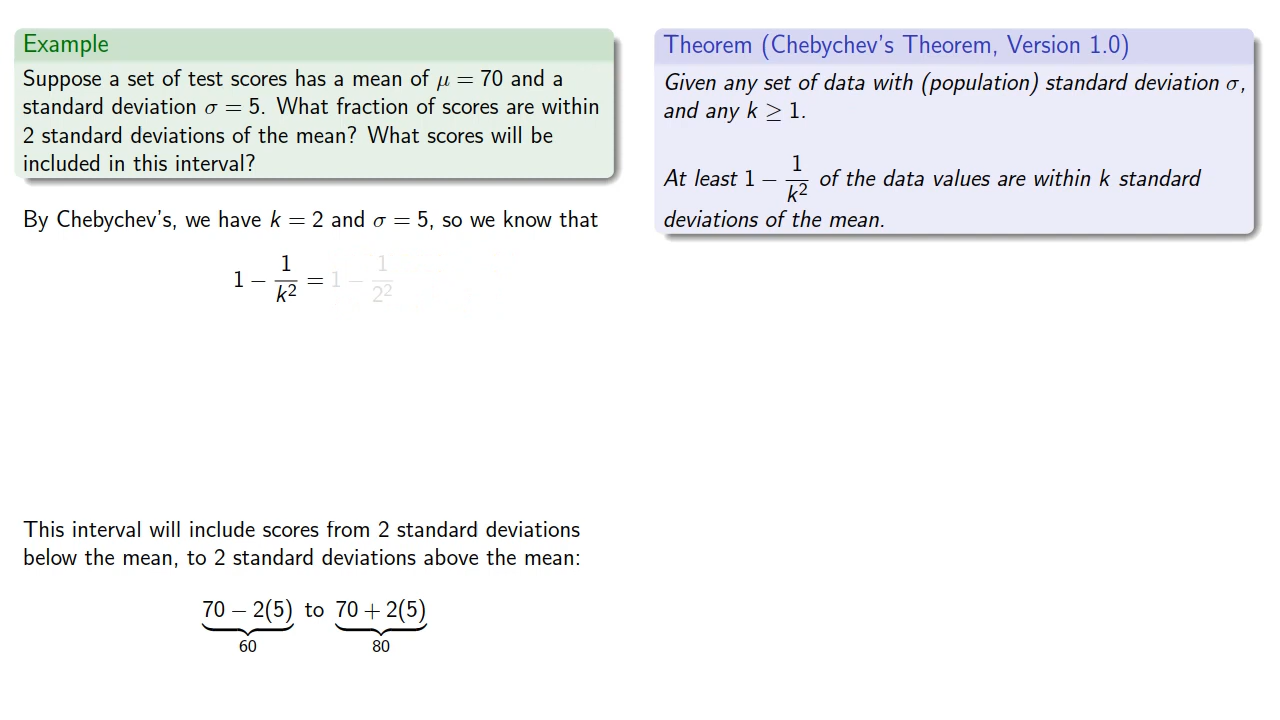 Example
Suppose a set of test scores has a mean of μ = 70 and a
standard deviation σ = 5. What fraction of scores are within
2 standard deviations of the mean? What scores will be
included in this interval?
By Chebychev's, we have k = 2 and σ = 5, so we know that
1 − 1/k² = 1 − 1/2²
This interval will include scores from 2 standard deviations
below the mean, to 2 standard deviations above the mean:
70 − 2(5) to 70 + 2(5)
60 80
Theorem (Chebychev's Theorem, Version 1.0)
Given any set of data with (population) standard deviation σ,
and any k ≥ 1.
At least 1 − 1/k² of the data values are within k standard
deviations of the mean.